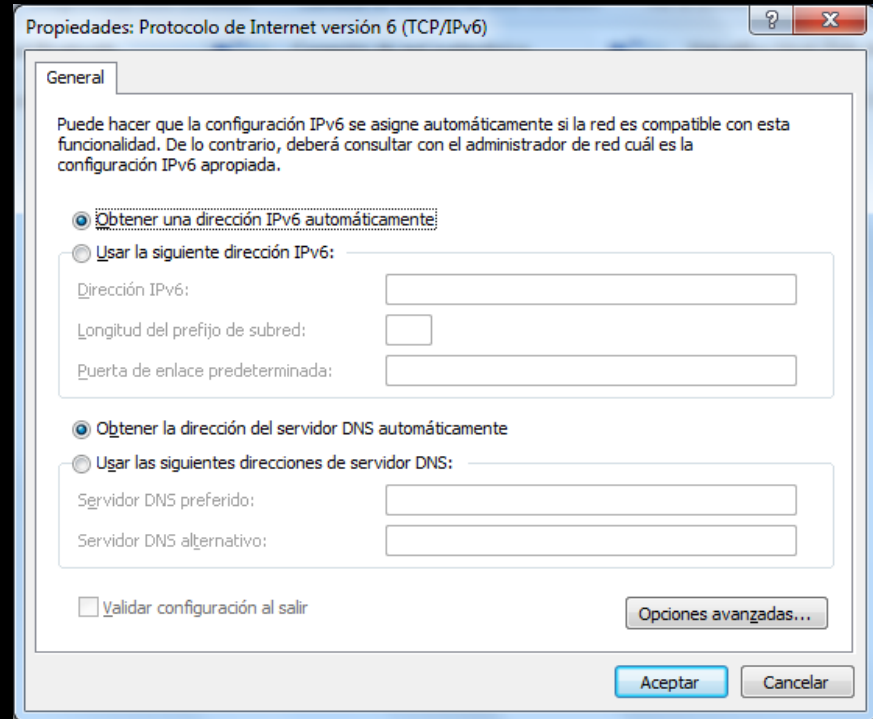 Propiedades: Protocolo de Internet versión 6 (TCP/IPv6)
General
Puede hacer que la configuración IPv6 se asigne automáticamente si la red es compatible con esta
funcionalidad. De lo contrario, deberá consultar con el administrador de red cuál es la
configuración IPv6 apropiada.
Obtener una dirección IPv6 automáticamente
Usar la siguiente dirección IPv6:
Dirección IPv6:
Longitud del prefijo de subred:
Puerta de enlace predeterminada:
Obtener la dirección del servidor DNS automáticamente
Usar las siguientes direcciones de servidor DNS:
Servidor DNS preferido:
Servidor DNS alternativo:
Validar configuración al salir
Opciones avanzadas...
Aceptar
Cancelar